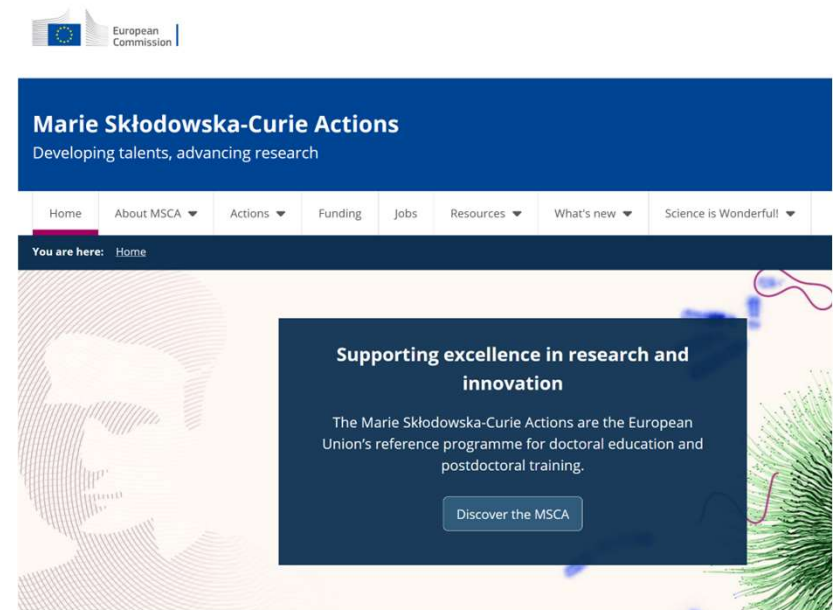 European
Commission
Marie Skłodowska-Curie Actions
Developing talents, advancing research
Home About MSCA Actions Funding Jobs Resources What's new Science is Wonderful!
You are here: Home
Supporting excellence in research and
innovation
The Marie Skłodowska-Curie Actions are the European
Union's reference programme for doctoral education and
postdoctoral training.
Discover the MSCA